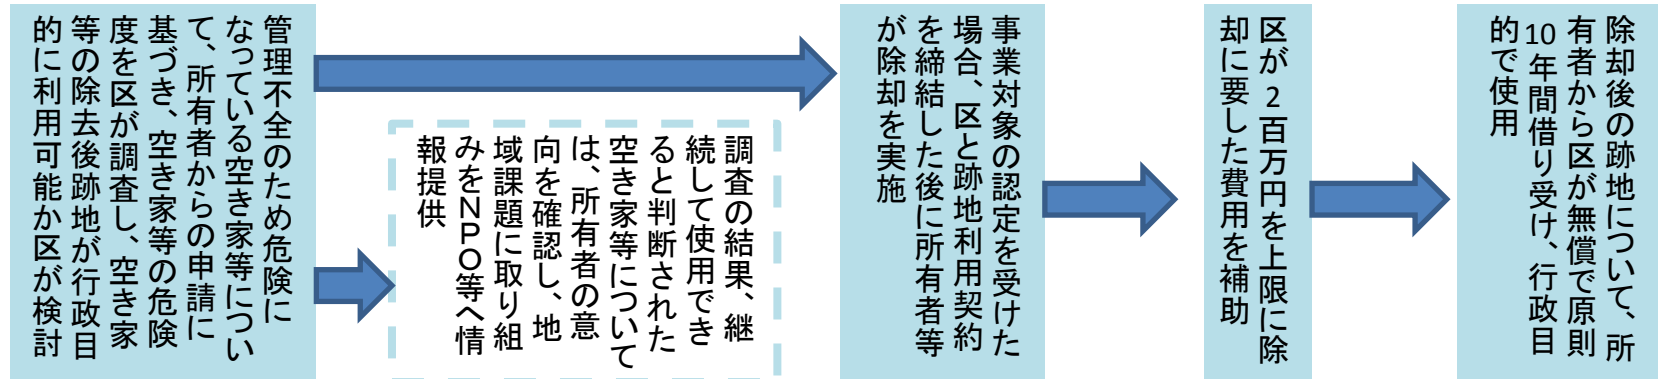 管理不全のため危険に
なっている空き家等につい
て、所有者からの申請に
基づき、空き家等の危険
度を区が調査し、空き家
等の除去後跡地が行政目
的に利用可能か区が検討
調査の結果、継
続して使用でき
ると判断された
空き家等について
は、所有者の意
向を確認し、地
域課題に取り組
みをNPO等へ情
報提供
事業対象の認定を受けた
場合、区と跡地利用契約
を締結した後に所有者等
が除却を実施
区が2百万円を上限に除
却に要した費用を補助
除却後の跡地について、所
有者から区が無償で原則
10年間借り受け、行政目
的で使用